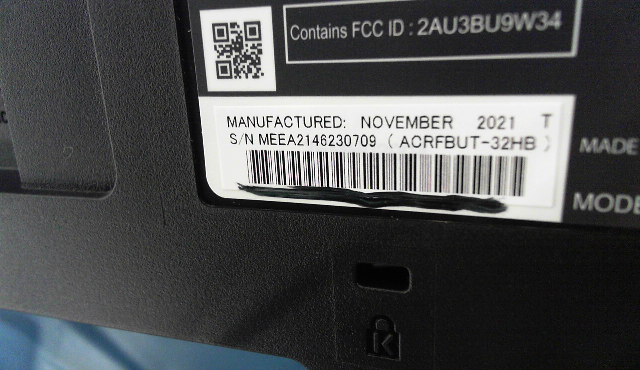 Contains FCC ID : 2AU3BU9W34
MANUFACTURED: NOVEMBER 2021 T
S/N MEEA2146230709 ( ACRFBUT-32HB )
MADE
MODE
K